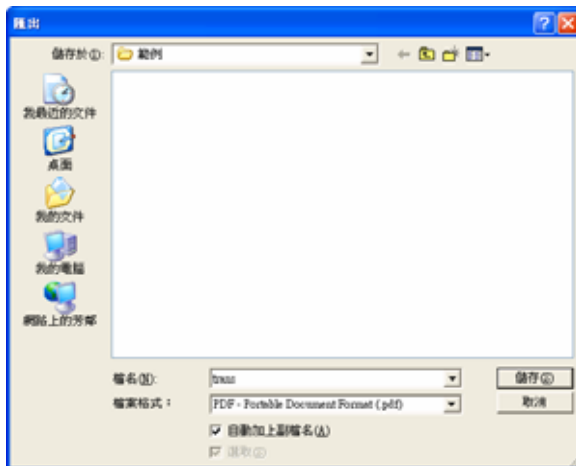 匯出
儲存於(I): 範例
我最近的文件
桌面
我的文件
我的電腦
網路上的芳鄰
檔名(N): trans 儲存(S)
檔案格式： PDF - Portable Document Format (.pdf) 取消
自動加上副檔名(A)
選取(S)